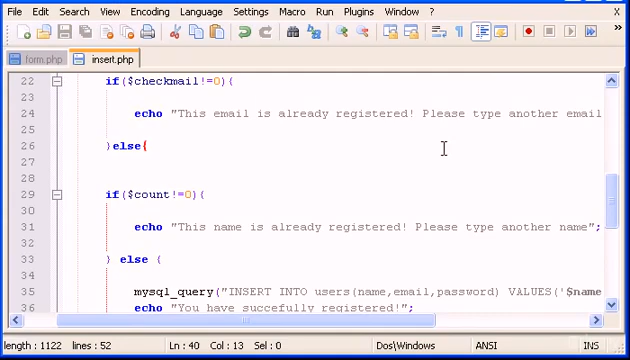 File Edit Search View Encoding Language Settings Macro Run Plugins Window ? X
form.php insert.php
22 if($checkmail!=0){
23
24 echo "This email is already registered! Please type another email
25
26 }else{
27
28
29 if($count!=0){
30
31 echo "This name is already registered! Please type another name";
32
33 } else {
34
35 mysql_query("INSERT INTO users(name,email,password) VALUES('$name
36 echo "You have succefully registered!";
length : 1122 lines : 52 Ln : 40 Col : 13 Sel : 0 Dos\Windows ANSI INS